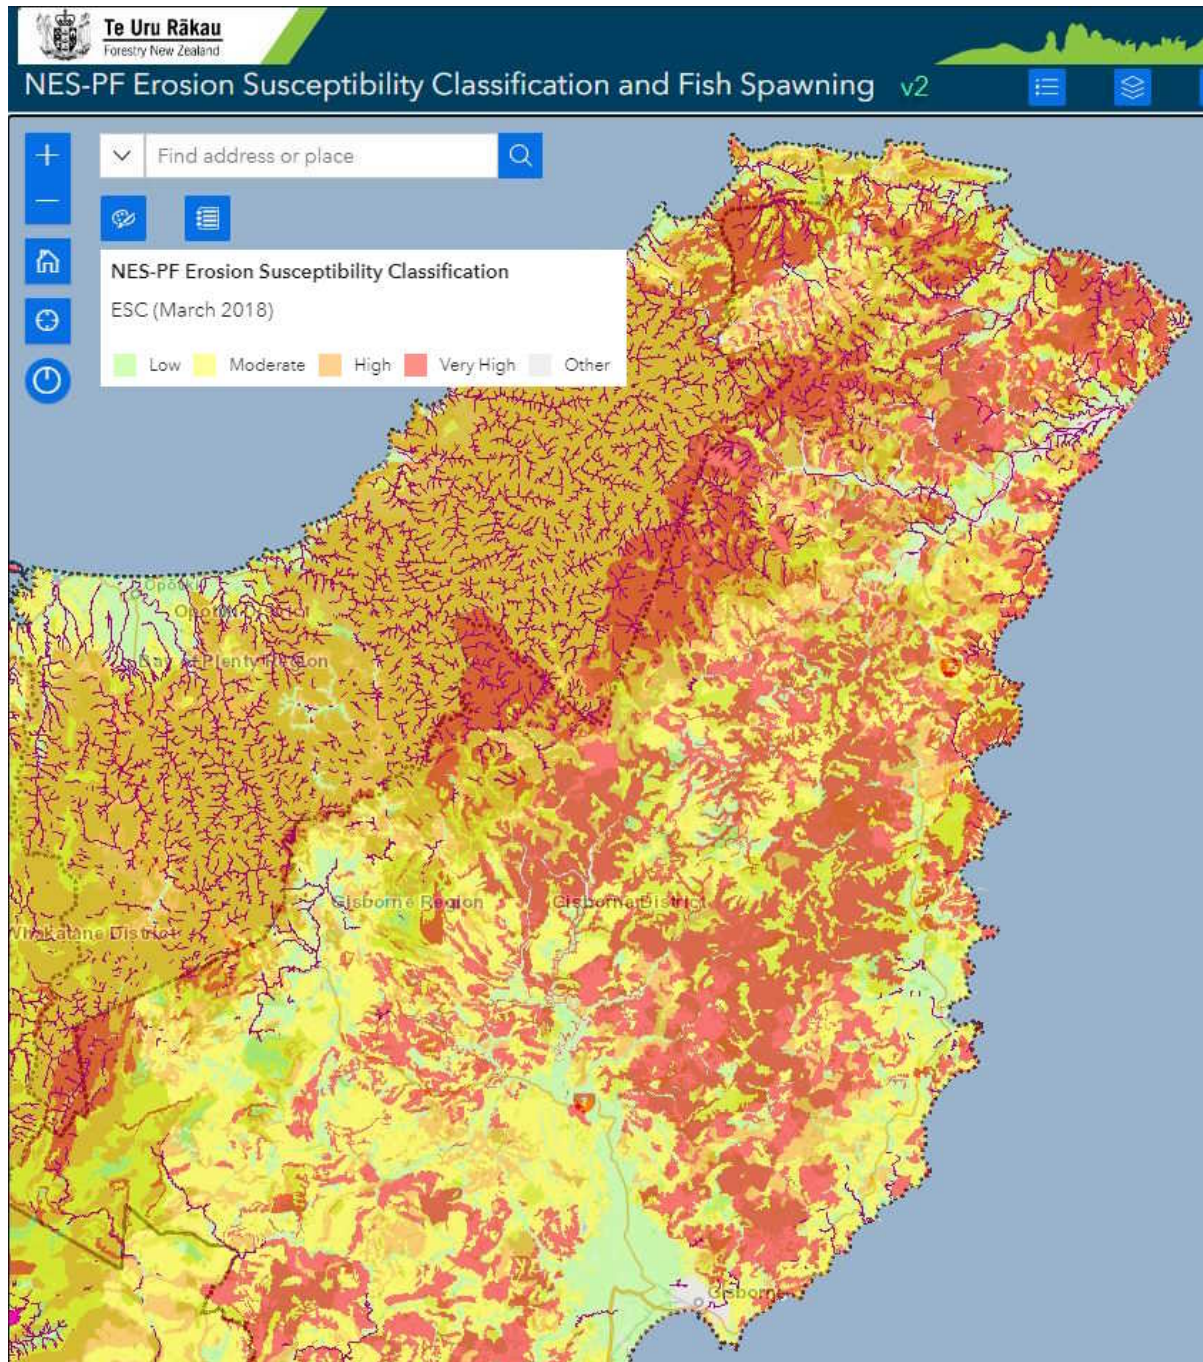 Te Uru Rākau
Forestry New Zealand
NES-PF Erosion Susceptibility Classification and Fish Spawning v2
Find address or place
NES-PF Erosion Susceptibility Classification
ESC (March 2018)
Low Moderate High Very High Other
Opotiki
Opotiki District
Bay of Plenty Region
Gisborne Region Gisborne District
Whakatane District
Gisborne